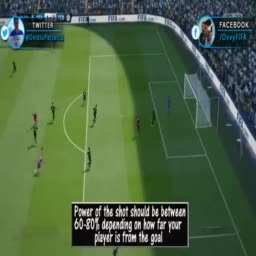 TWITTER
@OvidiuPatrascu
FACEBOOK
/OvvyFIFA
Power of the shot should be between
60-80% depending on how far your
player is from the goal